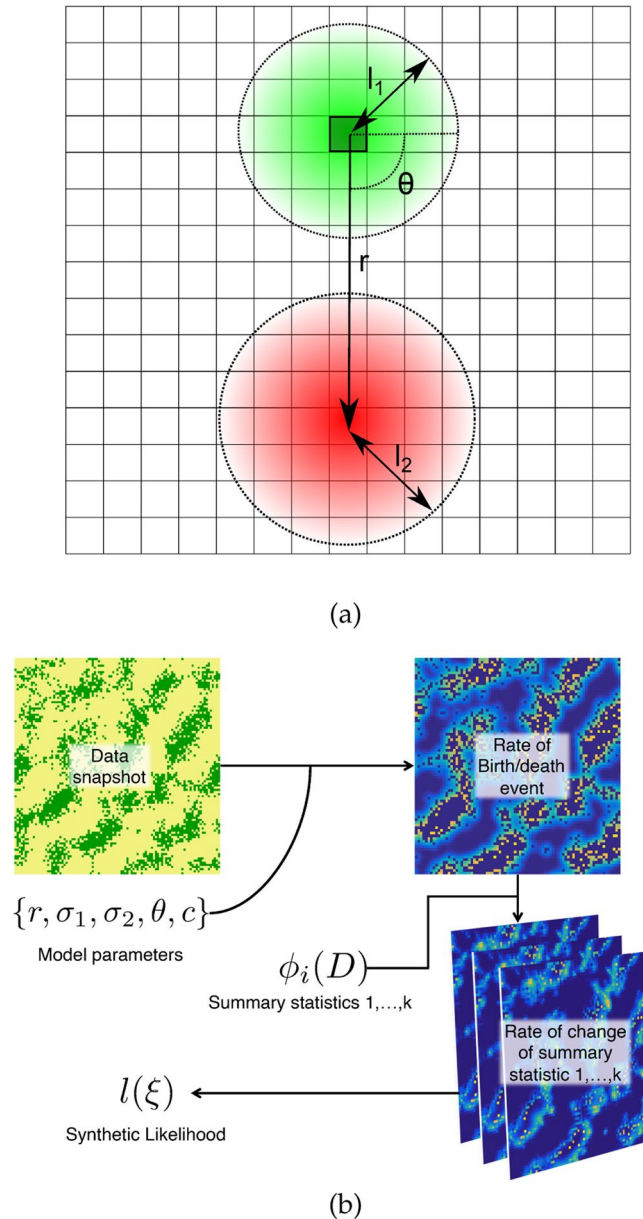 l₁
θ
r
l₂
(a)
Data
snapshot
Rate of
Birth/death
event
{r, σ₁, σ₂, θ, c}
Model parameters
ϕᵢ(D)
Summary statistics 1,...,k
Rate of change
of summary
statistic 1,...,k
l(ξ)
Synthetic Likelihood
(b)